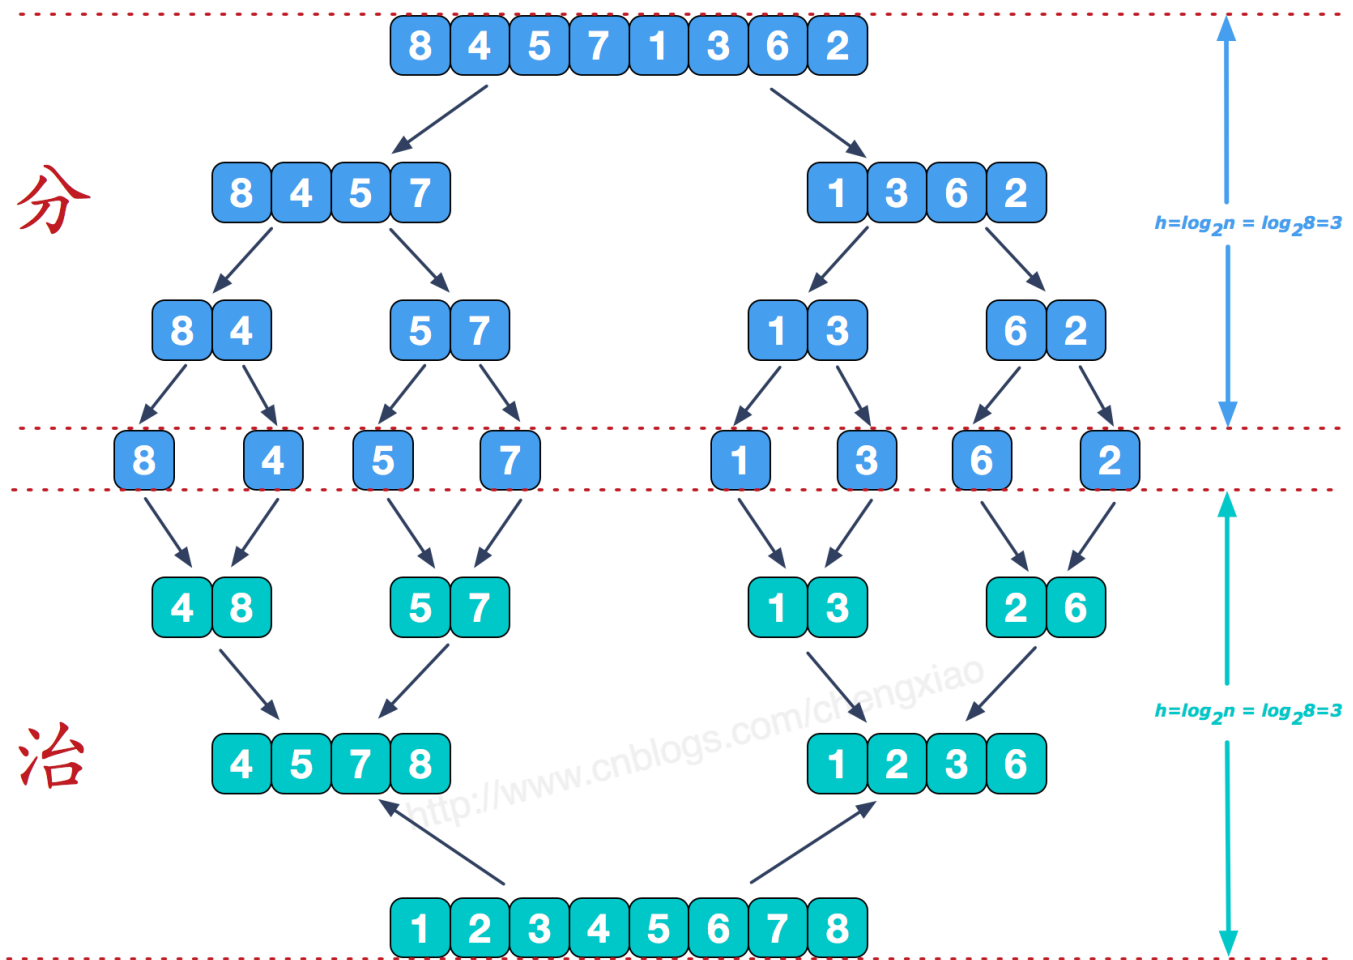 8 4 5 7 1 3 6 2
分
8 4 5 7 1 3 6 2
h=log₂n = log₂8=3
8 4 5 7 1 3 6 2
8 4 5 7 1 3 6 2
4 8 5 7 1 3 2 6
治
h=log₂n = log₂8=3
4 5 7 8 1 2 3 6
http://www.cnblogs.com/chengxiao
1 2 3 4 5 6 7 8